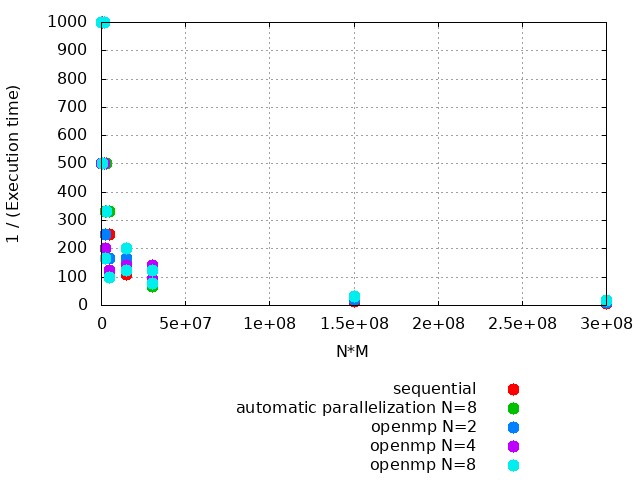 1000
900
800
700
600
500
400
300
200
100
0
1 / (Execution time)
0 5e+07 1e+08 1.5e+08 2e+08 2.5e+08 3e+08
N*M
sequential
automatic parallelization N=8
openmp N=2
openmp N=4
openmp N=8